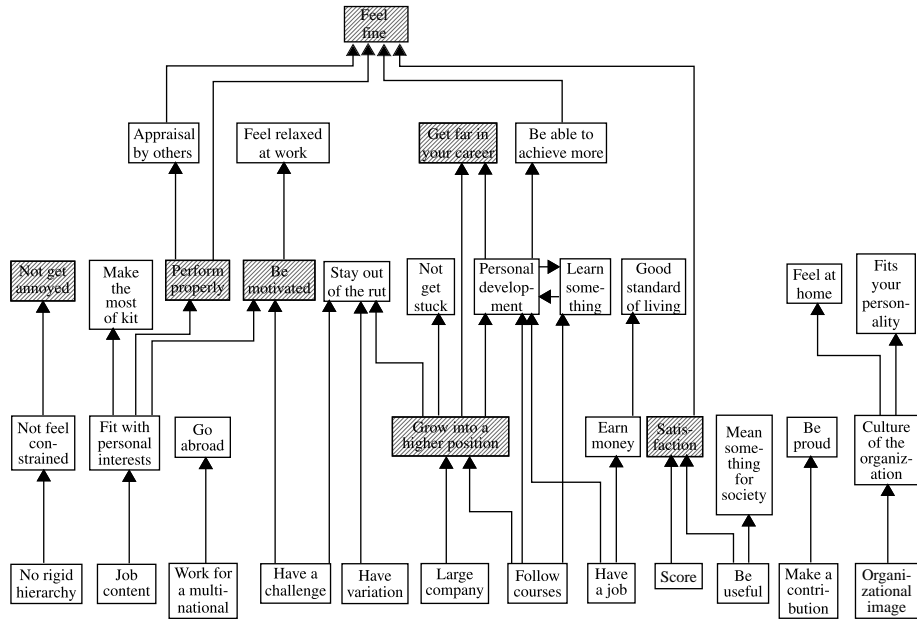 Feel
fine
Appraisal
by others
Feel relaxed
at work
Get far in
your career
Be able to
achieve more
Not get
annoyed
Make
the
most
of kit
Perform
properly
Be
motivated
Stay out
of the rut
Not
get
stuck
Personal
develop-
ment
Learn
some-
thing
Good
standard
of living
Feel at
home
Fits
your
person-
ality
Not feel
con-
strained
Fit with
personal
interests
Go
abroad
Grow into a
higher position
Earn
money
Satis-
faction
Mean
some-
thing for
society
Be
proud
Culture
of the
organiz-
ation
No rigid
hierarchy
Job
content
Work for
a multi-
national
Have a
challenge
Have
variation
Large
company
Follow
courses
Have
a job
Score
Be
useful
Make a
contri-
bution
Organi-
zational
image